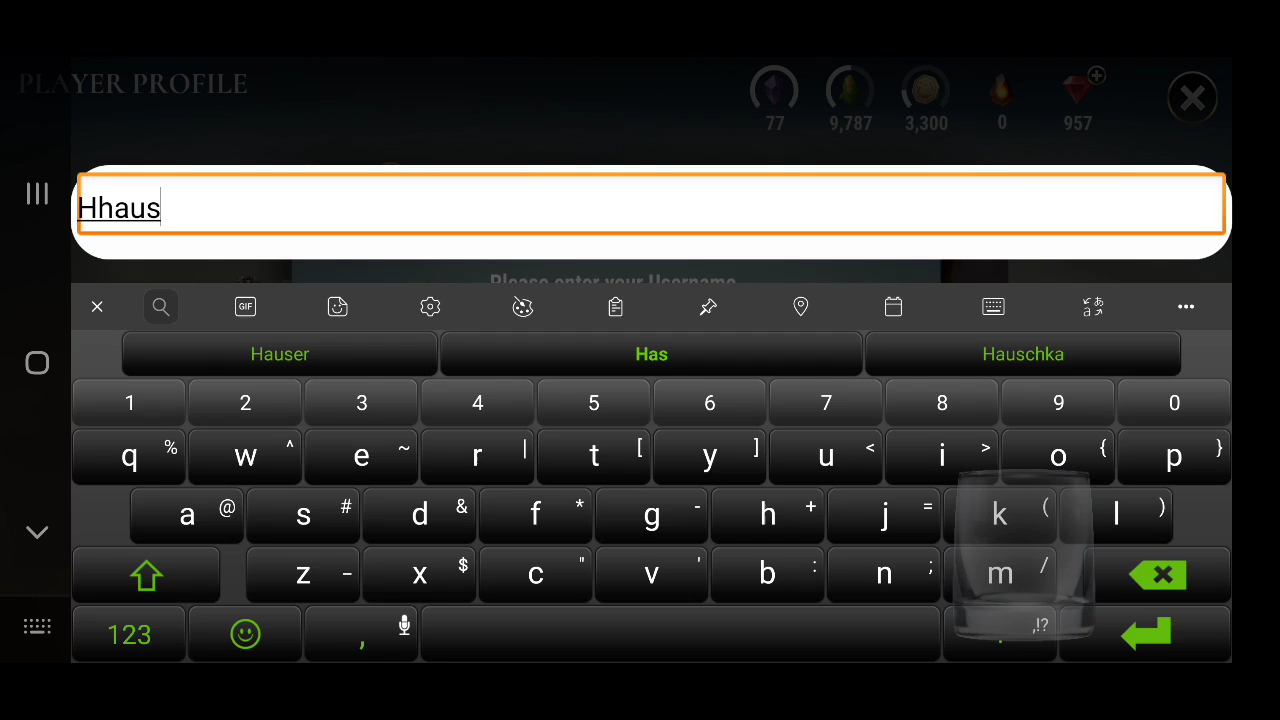 PLAYER PROFILE
77 9,787 3,300 0 957
Hhaus
Please enter your Username
GIF
Hauser Has Hauschka
1 2 3 4 5 6 7 8 9 0
q % w ^ e ~ r | t [ y ] u < i > o { p }
a @ s # d & f * g - h + j = k ( l )
z _ x $ c " v ' b : n ; m /
123 , . ,!?